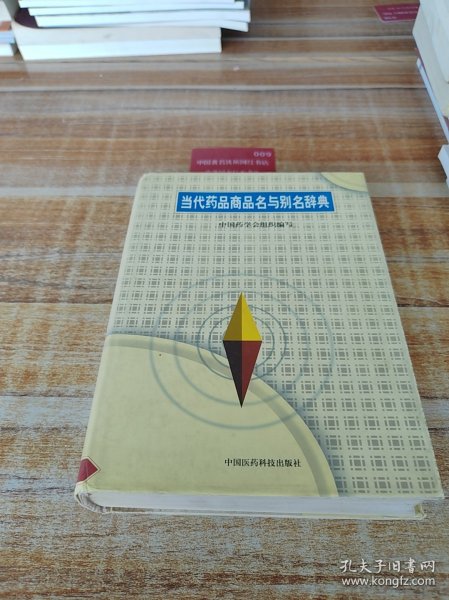 009
当代药品商品名与别名辞典
中国药学会组织编写
中国医药科技出版社
孔夫子旧书网
www.kongfz.com